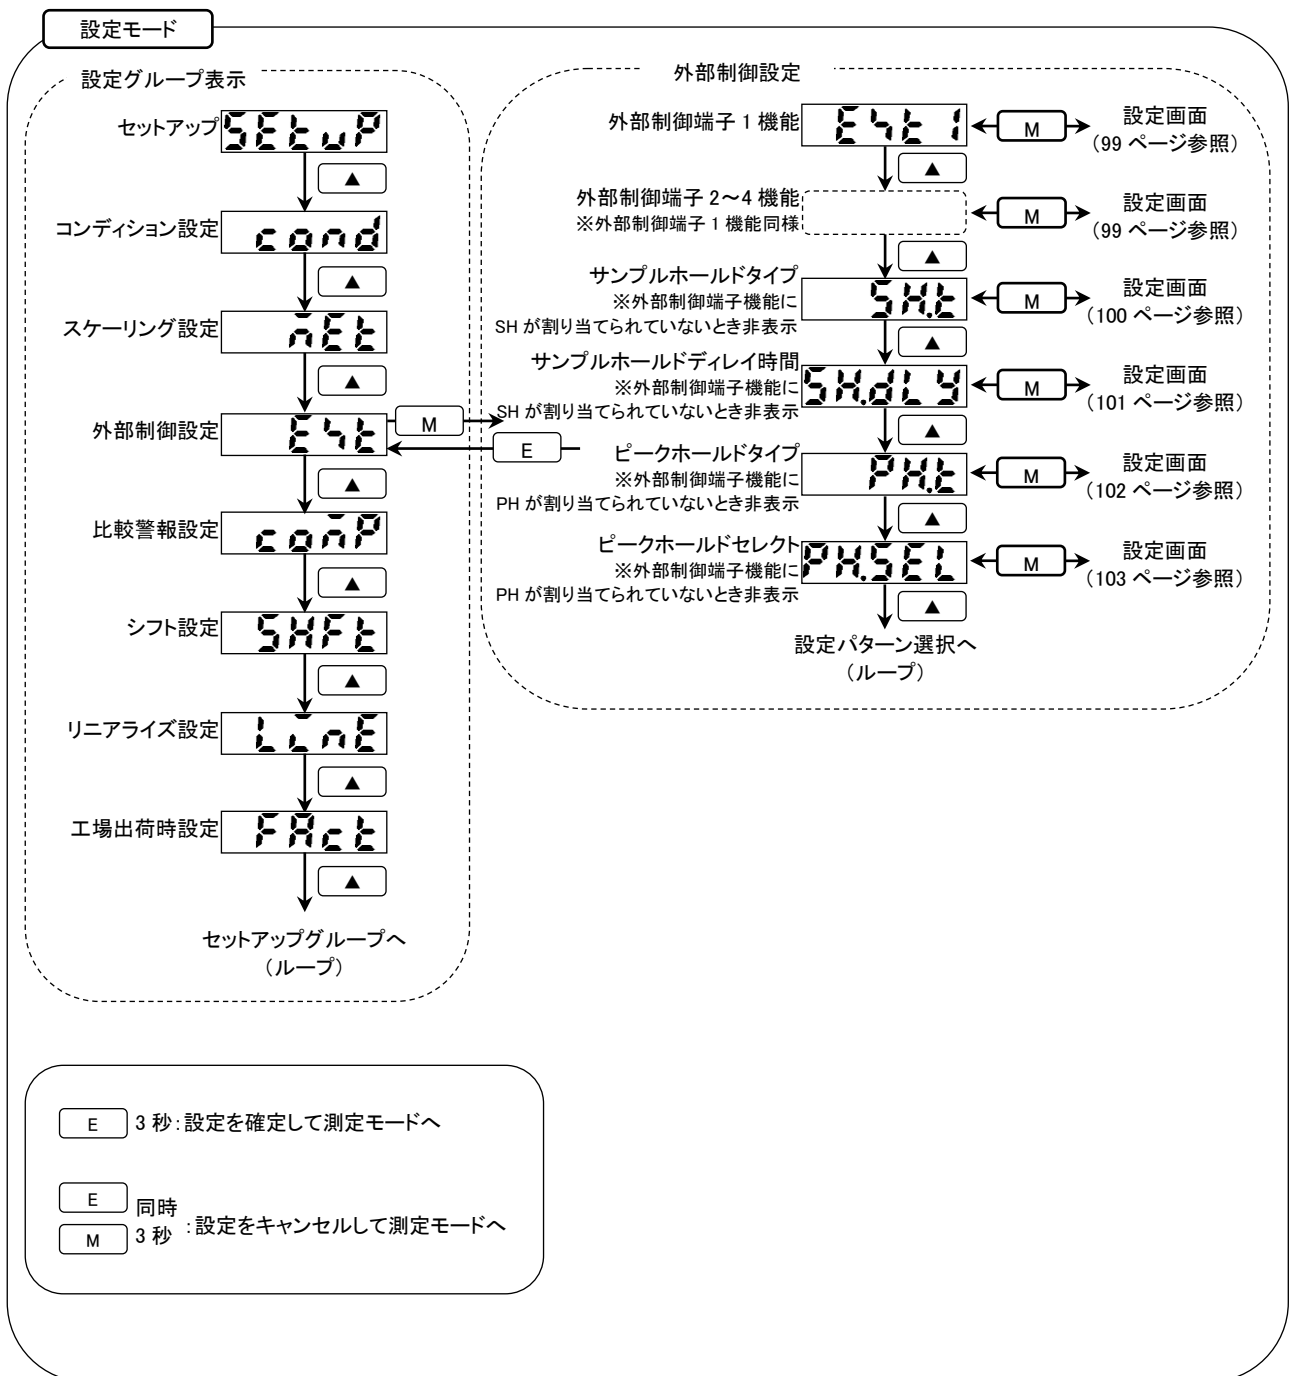 設定モード
設定グループ表示
セットアップ SEtuP
▲
コンディション設定 cond
▲
スケーリング設定 mEt
▲
外部制御設定 Ext
M
E
▲
比較警報設定 comP
▲
シフト設定 SHFt
▲
リニアライズ設定 LinE
▲
工場出荷時設定 FAct
▲
セットアップグループへ
(ループ)
外部制御設定
外部制御端子 1 機能 Ext1 M 設定画面
(99 ページ参照)
▲
外部制御端子 2~4 機能
※外部制御端子 1 機能同様
M 設定画面
(99 ページ参照)
▲
サンプルホールドタイプ
※外部制御端子機能に
SH が割り当てられていないとき非表示
SH.t M 設定画面
(100 ページ参照)
▲
サンプルホールドディレイ時間
※外部制御端子機能に
SH が割り当てられていないとき非表示
SH.dLY M 設定画面
(101 ページ参照)
▲
ピークホールドタイプ
※外部制御端子機能に
PH が割り当てられていないとき非表示
PH.t M 設定画面
(102 ページ参照)
▲
ピークホールドセレクト
※外部制御端子機能に
PH が割り当てられていないとき非表示
PH.SEL M 設定画面
(103 ページ参照)
▲
設定パターン選択へ
(ループ)
E 3 秒:設定を確定して測定モードへ
E 同時
M 3 秒 :設定をキャンセルして測定モードへ